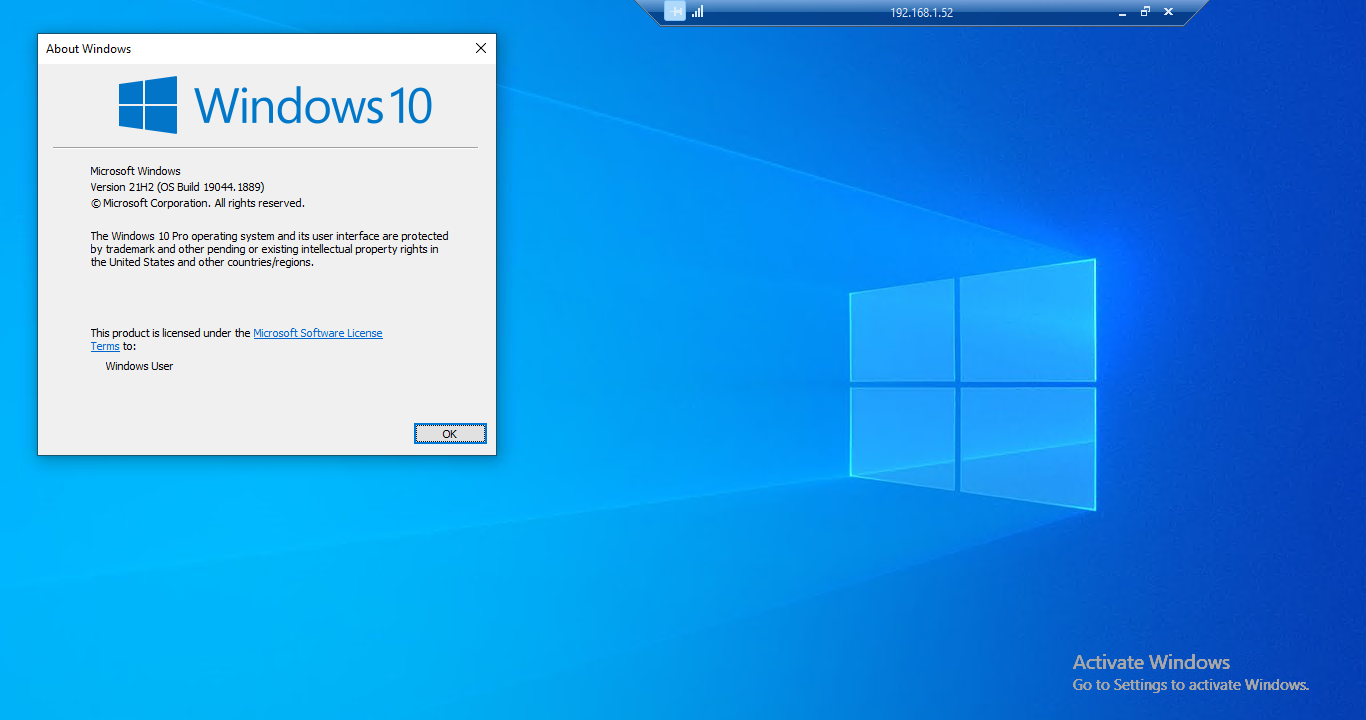 192.168.1.52
About Windows
Windows 10
Microsoft Windows
Version 21H2 (OS Build 19044.1889)
© Microsoft Corporation. All rights reserved.
The Windows 10 Pro operating system and its user interface are protected
by trademark and other pending or existing intellectual property rights in
the United States and other countries/regions.
This product is licensed under the Microsoft Software License
Terms to:
Windows User
OK
Activate Windows
Go to Settings to activate Windows.